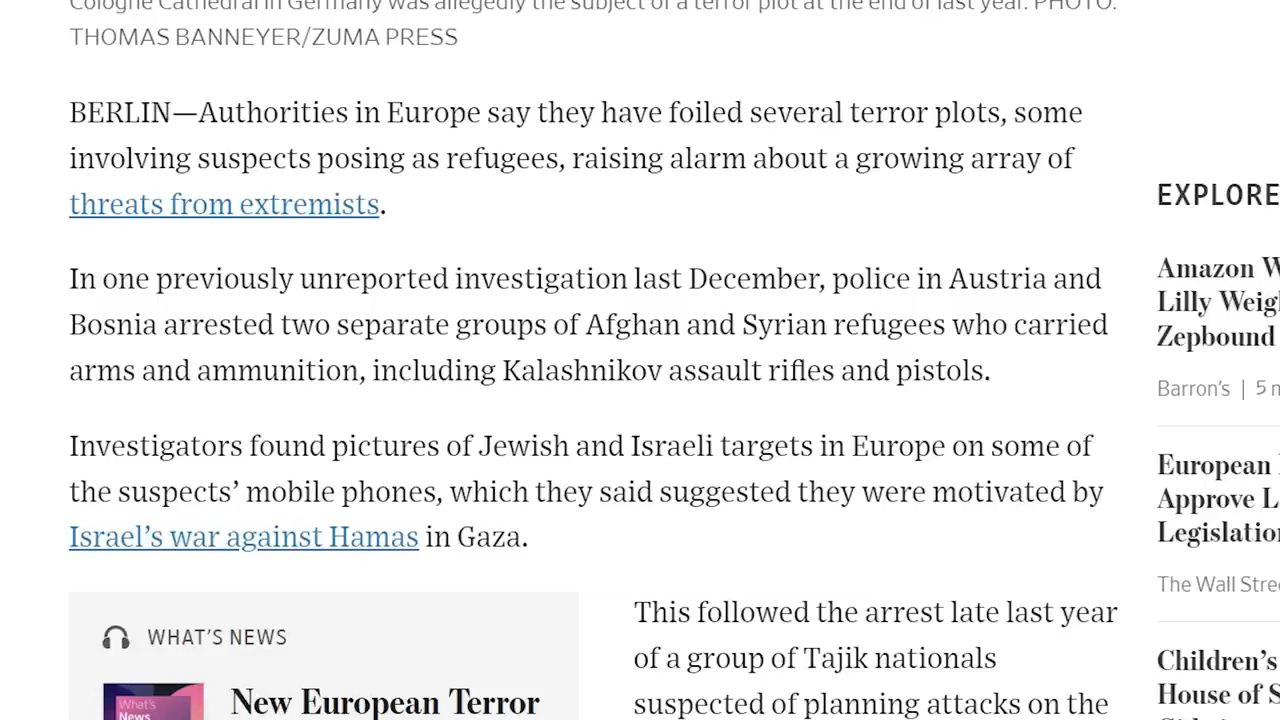 Cologne Cathedral in Germany was allegedly the subject of a terror plot at the end of last year. PHOTO:
THOMAS BANNEYER/ZUMA PRESS
BERLIN—Authorities in Europe say they have foiled several terror plots, some
involving suspects posing as refugees, raising alarm about a growing array of
threats from extremists.
In one previously unreported investigation last December, police in Austria and
Bosnia arrested two separate groups of Afghan and Syrian refugees who carried
arms and ammunition, including Kalashnikov assault rifles and pistols.
Investigators found pictures of Jewish and Israeli targets in Europe on some of
the suspects’ mobile phones, which they said suggested they were motivated by
Israel’s war against Hamas in Gaza.
WHAT’S NEWS
What's
News
New European Terror
This followed the arrest late last year
of a group of Tajik nationals
suspected of planning attacks on the
EXPLORE
Amazon W
Lilly Weig
Zepbound
Barron’s | 5 m
European
Approve L
Legislation
The Wall Stree
Children’s
House of S